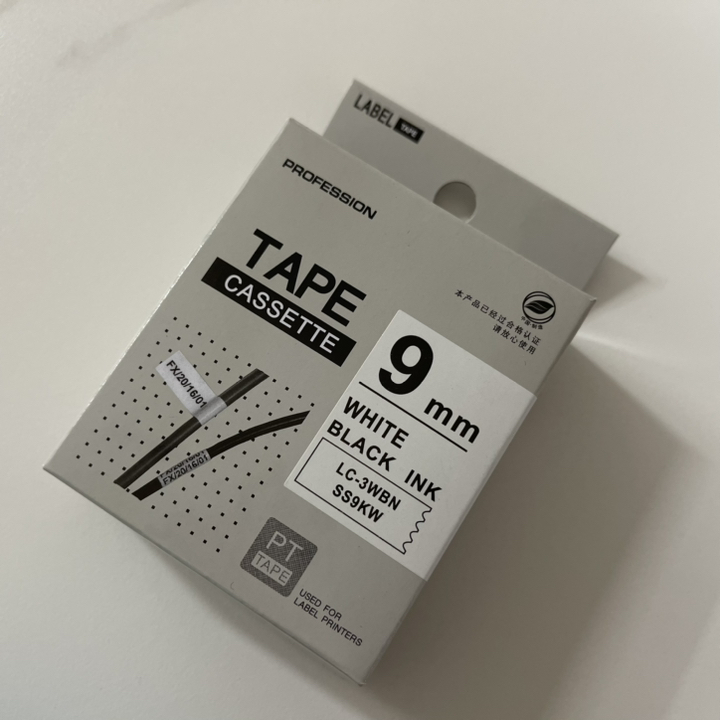 LABEL TAPE
PROFESSION
TAPE
CASSETTE
本产品已经过合格认证
请放心使用
9 mm
WHITE
BLACK INK
LC-3WBN
SS9KW
FX/20/16/01
FX/20/16/01
PT
TAPE
USED FOR
LABEL PRINTERS